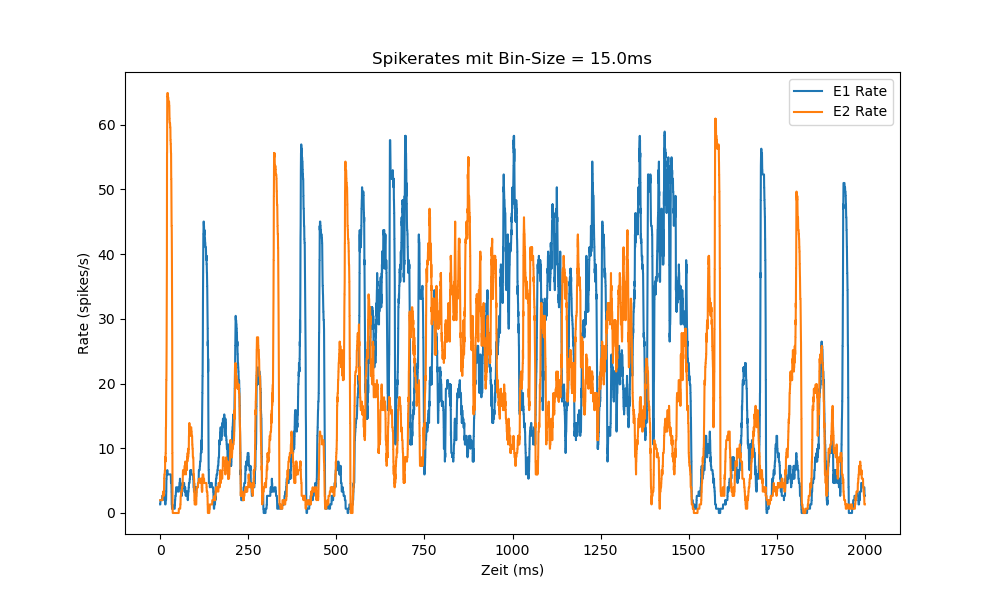 Spikerates mit Bin-Size = 15.0ms
E1 Rate
E2 Rate
60
50
40
30
20
10
0
Rate (spikes/s)
0 250 500 750 1000 1250 1500 1750 2000
Zeit (ms)